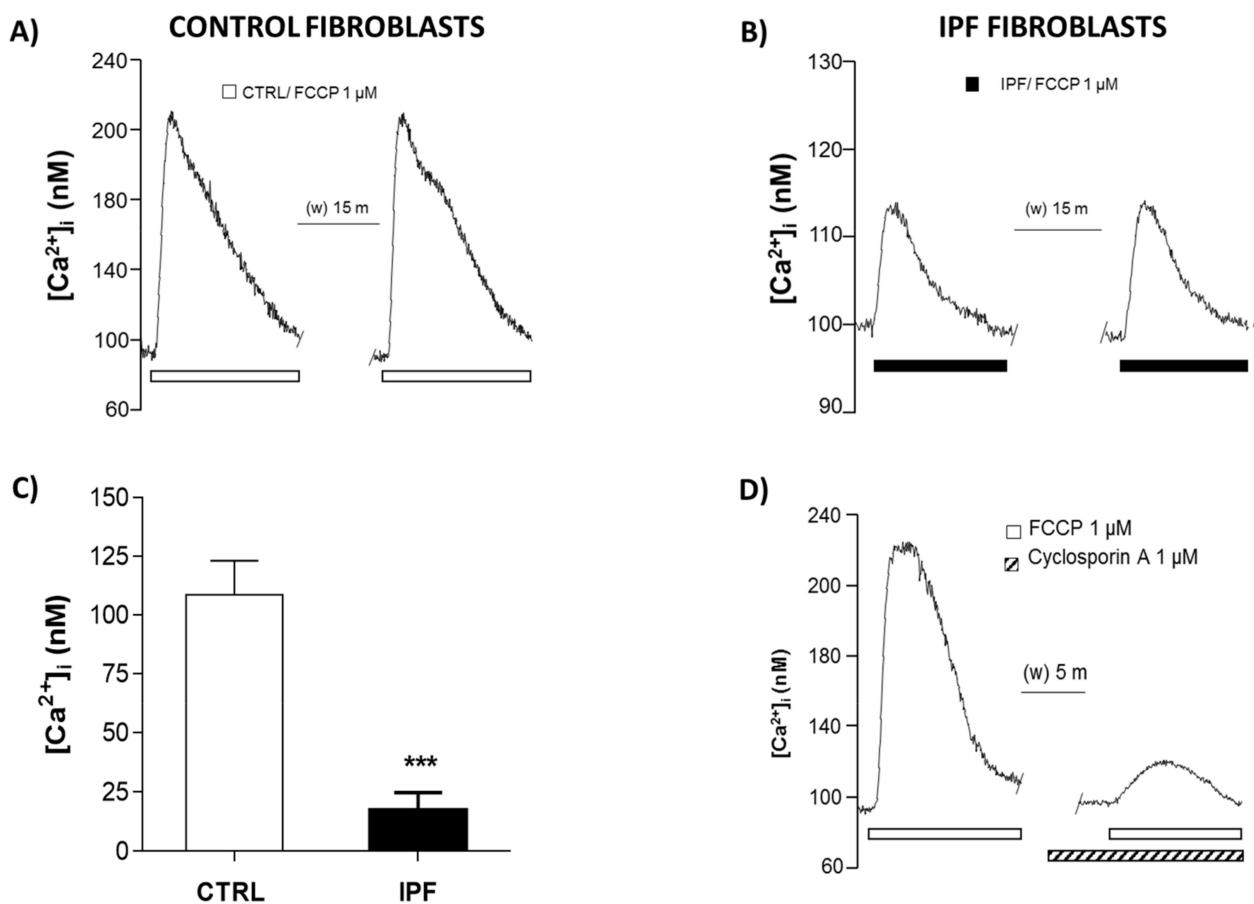 A)
CONTROL FIBROBLASTS
[Ca²⁺]ᵢ (nM)
240
200
180
140
100
60
CTRL/ FCCP 1 µM
(w) 15 m
B)
IPF FIBROBLASTS
[Ca²⁺]ᵢ (nM)
130
120
110
100
90
IPF/ FCCP 1 µM
(w) 15 m
C)
[Ca²⁺]ᵢ (nM)
150
125
100
75
50
25
0
***
CTRL
IPF
D)
[Ca²⁺]ᵢ (nM)
240
200
180
140
100
60
FCCP 1 µM
Cyclosporin A 1 µM
(w) 5 m